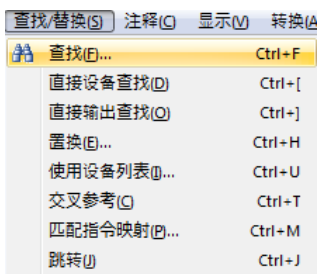 查找/替换(S) 注释(C) 显示(V) 转换(A
查找(F)... Ctrl+F
直接设备查找(D) Ctrl+[
直接输出查找(O) Ctrl+]
置换(E)... Ctrl+H
使用设备列表(I)... Ctrl+U
交叉参考(C) Ctrl+T
匹配指令映射(P)... Ctrl+M
跳转(J) Ctrl+J